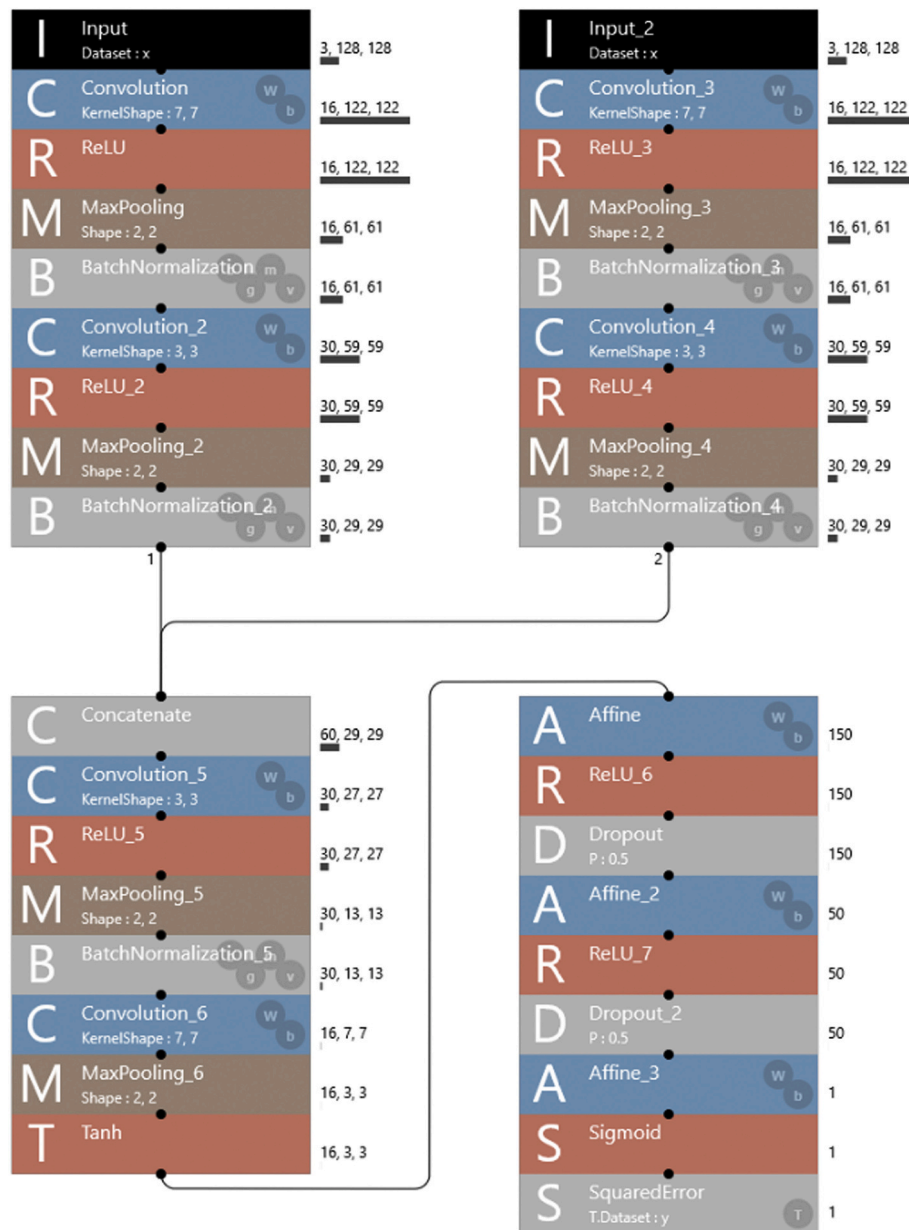 I Input
Dataset : x
3, 128, 128
C Convolution W
KernelShape : 7, 7 b
16, 122, 122
R ReLU
16, 122, 122
M MaxPooling
Shape : 2, 2
16, 61, 61
B BatchNormalization m
g v
16, 61, 61
C Convolution_2 W
KernelShape : 3, 3 b
30, 59, 59
R ReLU_2
30, 59, 59
M MaxPooling_2
Shape : 2, 2
30, 29, 29
B BatchNormalization_2
g v
30, 29, 29
1
I Input_2
Dataset : x
3, 128, 128
C Convolution_3 W
KernelShape : 7, 7 b
16, 122, 122
R ReLU_3
16, 122, 122
M MaxPooling_3
Shape : 2, 2
16, 61, 61
B BatchNormalization_3
g v
16, 61, 61
C Convolution_4 W
KernelShape : 3, 3 b
30, 59, 59
R ReLU_4
30, 59, 59
M MaxPooling_4
Shape : 2, 2
30, 29, 29
B BatchNormalization_4
g v
30, 29, 29
2
C Concatenate
60, 29, 29
C Convolution_5 W
KernelShape : 3, 3 b
30, 27, 27
R ReLU_5
30, 27, 27
M MaxPooling_5
Shape : 2, 2
30, 13, 13
B BatchNormalization_5
g v
30, 13, 13
C Convolution_6 W
KernelShape : 7, 7 b
16, 7, 7
M MaxPooling_6
Shape : 2, 2
16, 3, 3
T Tanh
16, 3, 3
A Affine W
b
150
R ReLU_6
150
D Dropout
P : 0.5
150
A Affine_2 W
b
50
R ReLU_7
50
D Dropout_2
P : 0.5
50
A Affine_3 W
b
1
S Sigmoid
1
S SquaredError
T.Dataset : y T
1